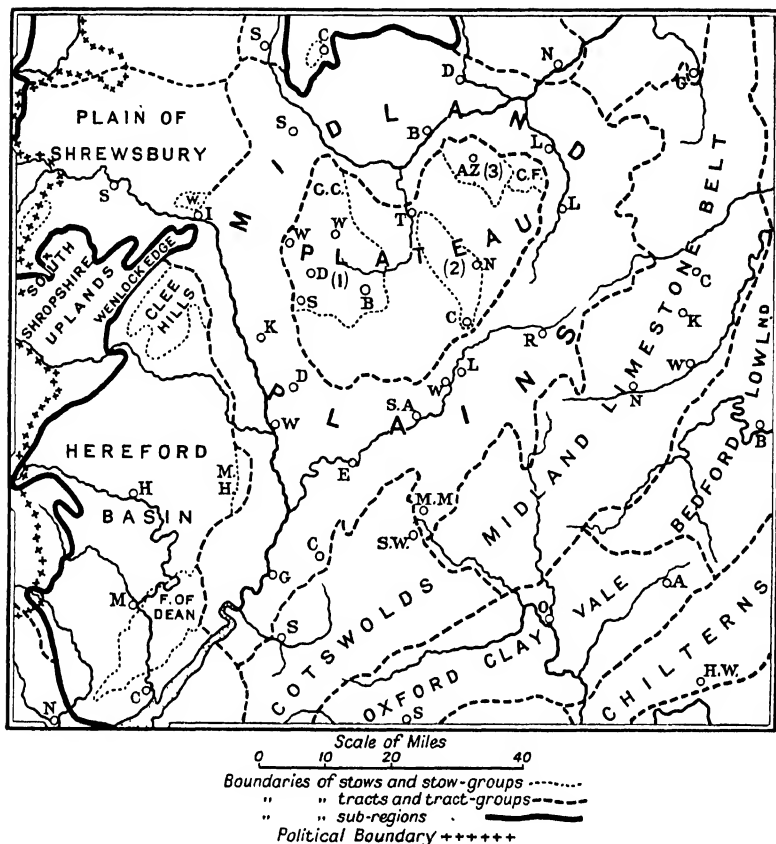 S
C
D
N
G
PLAIN OF
SHREWSBURY
S
B
L
MIDLAND
AZ (3)
C.F.
C.C.
S
W
I
T
L
W
W
PLATEAU
(2)
N
D (1)
B
S
C
C
K
K
R
W
SOUTH
SHROPSHIRE
UPLANDS
WENLOCK EDGE
CLEE
HILLS
D
L
W
N
W
S.A
B
PLAINS
MIDLAND LIMESTONE BELT
BEDFORD LOWLND
HEREFORD
BASIN
H
M
H
E
M.M
S.W.
C
G
M
F. OF
DEAN
S
O
A
COTSWOLDS
OXFORD CLAY VALE
CHILTERNS
H.W.
N
C
S
Scale of Miles
0 20 40
Boundaries of stows and stow-groups
" " tracts and tract-groups
" " sub-regions
Political Boundary ++++++